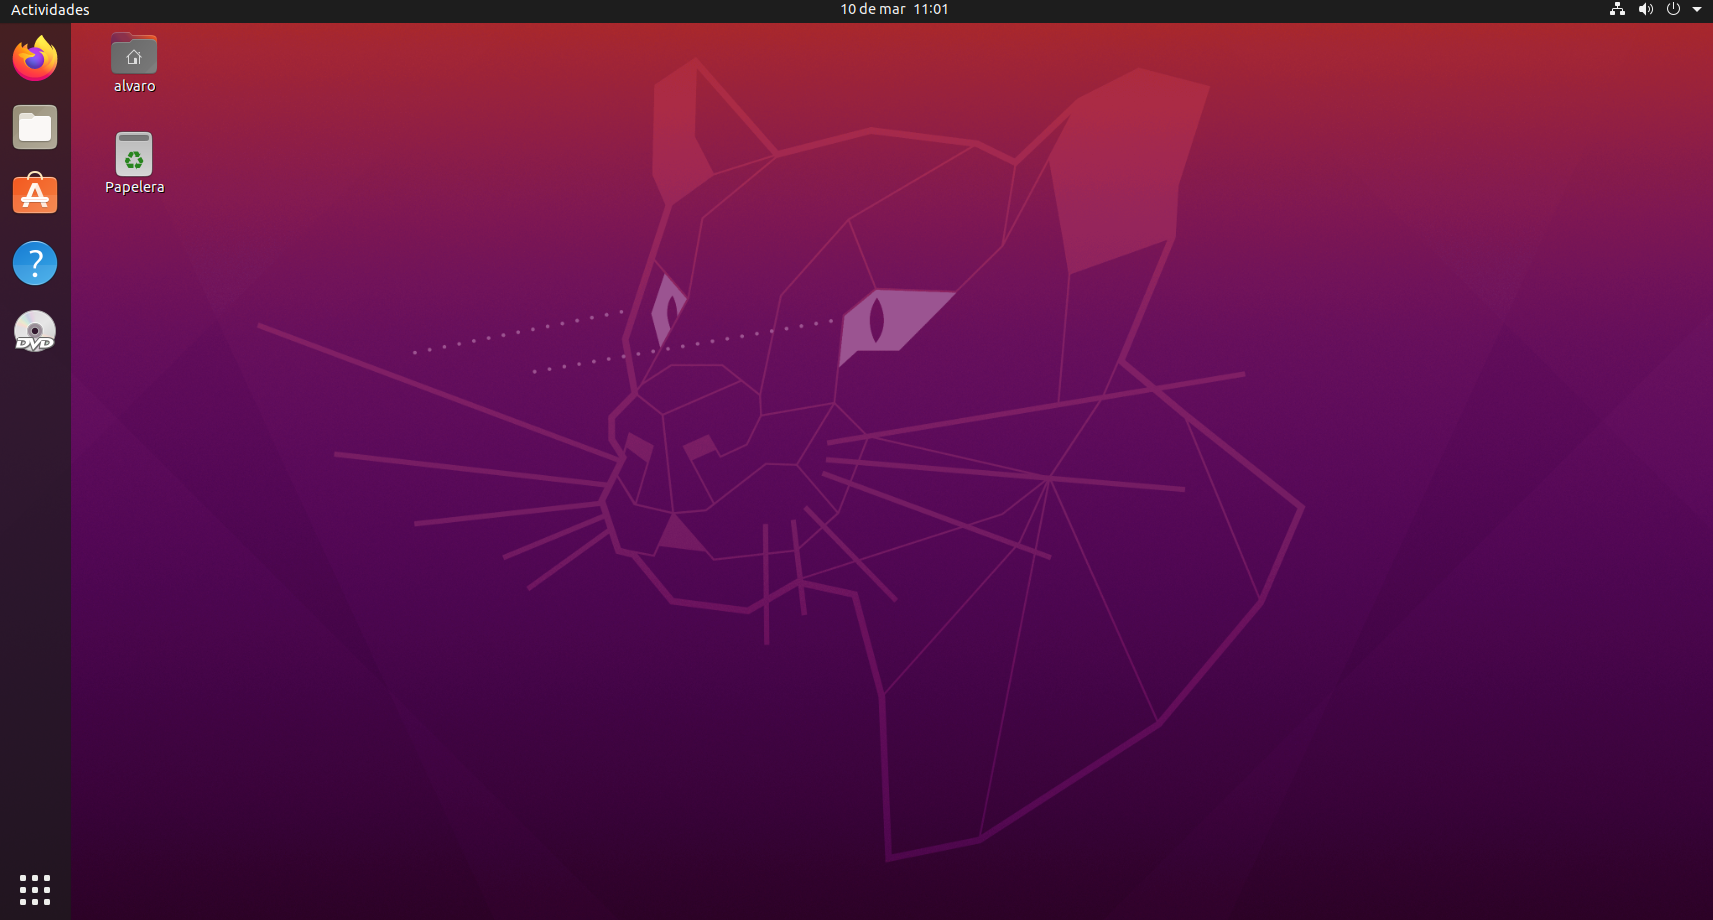 Actividades
10 de mar 11:01
alvaro
Papelera
DVD